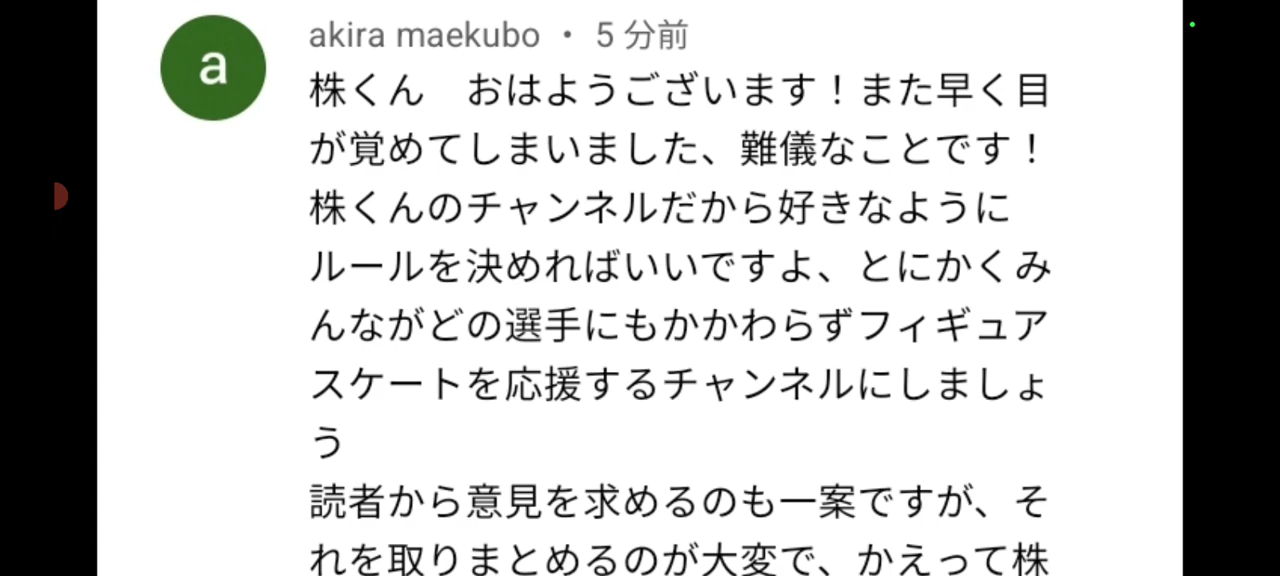 a
akira maekubo ・ 5 分前
株くん　おはようございます！また早く目
が覚めてしまいました、難儀なことです！
株くんのチャンネルだから好きなように
ルールを決めればいいですよ、とにかくみ
んながどの選手にもかかわらずフィギュア
スケートを応援するチャンネルにしましょ
う
読者から意見を求めるのも一案ですが、そ
れを取りまとめるのが大変で、かえって株